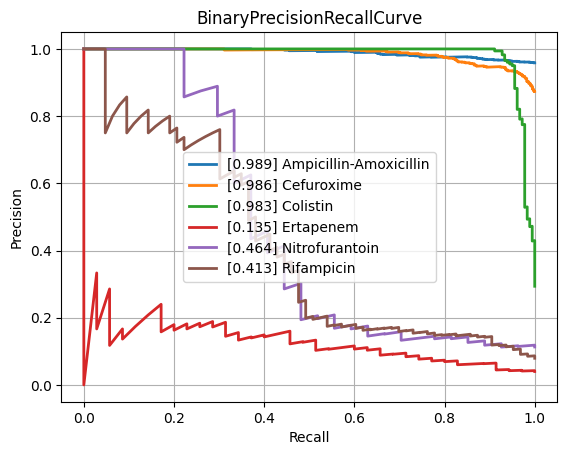 BinaryPrecisionRecallCurve
Precision
1.0
0.8
0.6
0.4
0.2
0.0
[0.989] Ampicillin-Amoxicillin
[0.986] Cefuroxime
[0.983] Colistin
[0.135] Ertapenem
[0.464] Nitrofurantoin
[0.413] Rifampicin
0.0 0.2 0.4 0.6 0.8 1.0
Recall